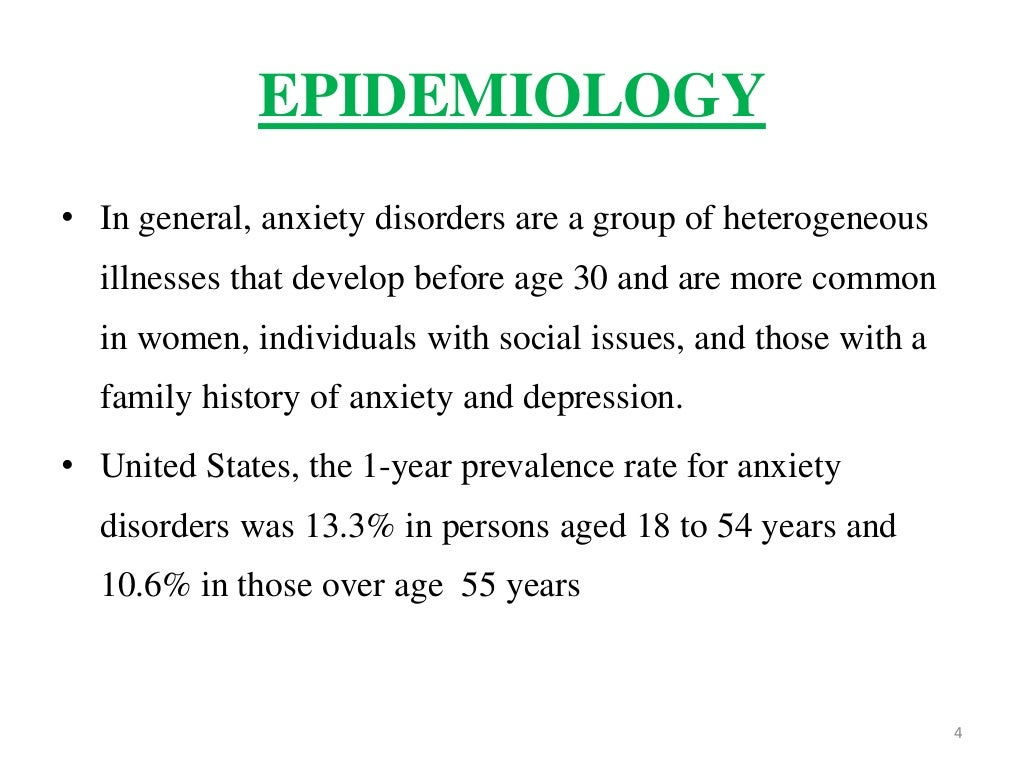 EPIDEMIOLOGY
• In general, anxiety disorders are a group of heterogeneous
illnesses that develop before age 30 and are more common
in women, individuals with social issues, and those with a
family history of anxiety and depression.
• United States, the 1-year prevalence rate for anxiety
disorders was 13.3% in persons aged 18 to 54 years and
10.6% in those over age  55 years
4